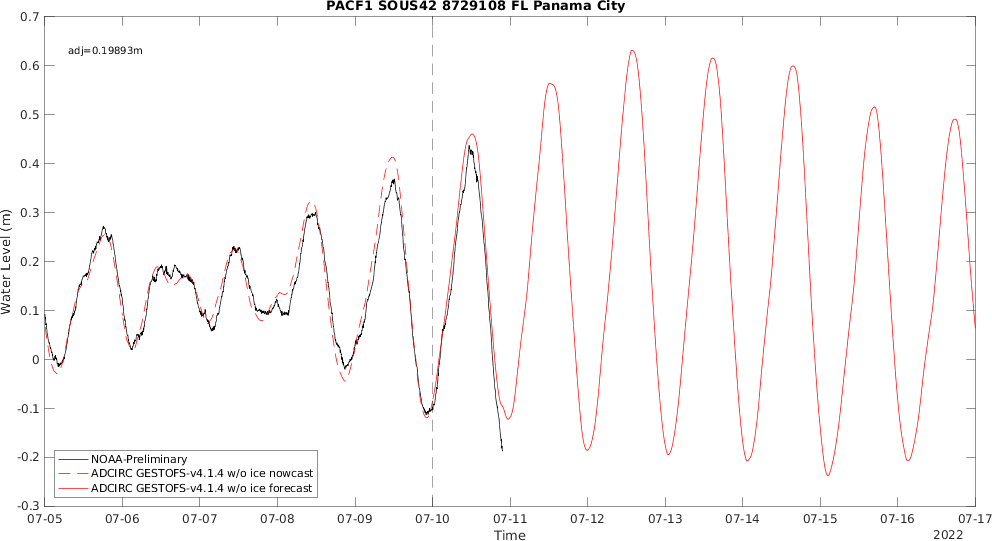 PACF1 SOUS42 8729108 FL Panama City
adj=0.19893m
Water Level (m)
0.7
0.6
0.5
0.4
0.3
0.2
0.1
0
-0.1
-0.2
-0.3
NOAA-Preliminary
ADCIRC GESTOFS-v4.1.4 w/o ice nowcast
ADCIRC GESTOFS-v4.1.4 w/o ice forecast
07-05 07-06 07-07 07-08 07-09 07-10 07-11 07-12 07-13 07-14 07-15 07-16 07-17
Time
2022